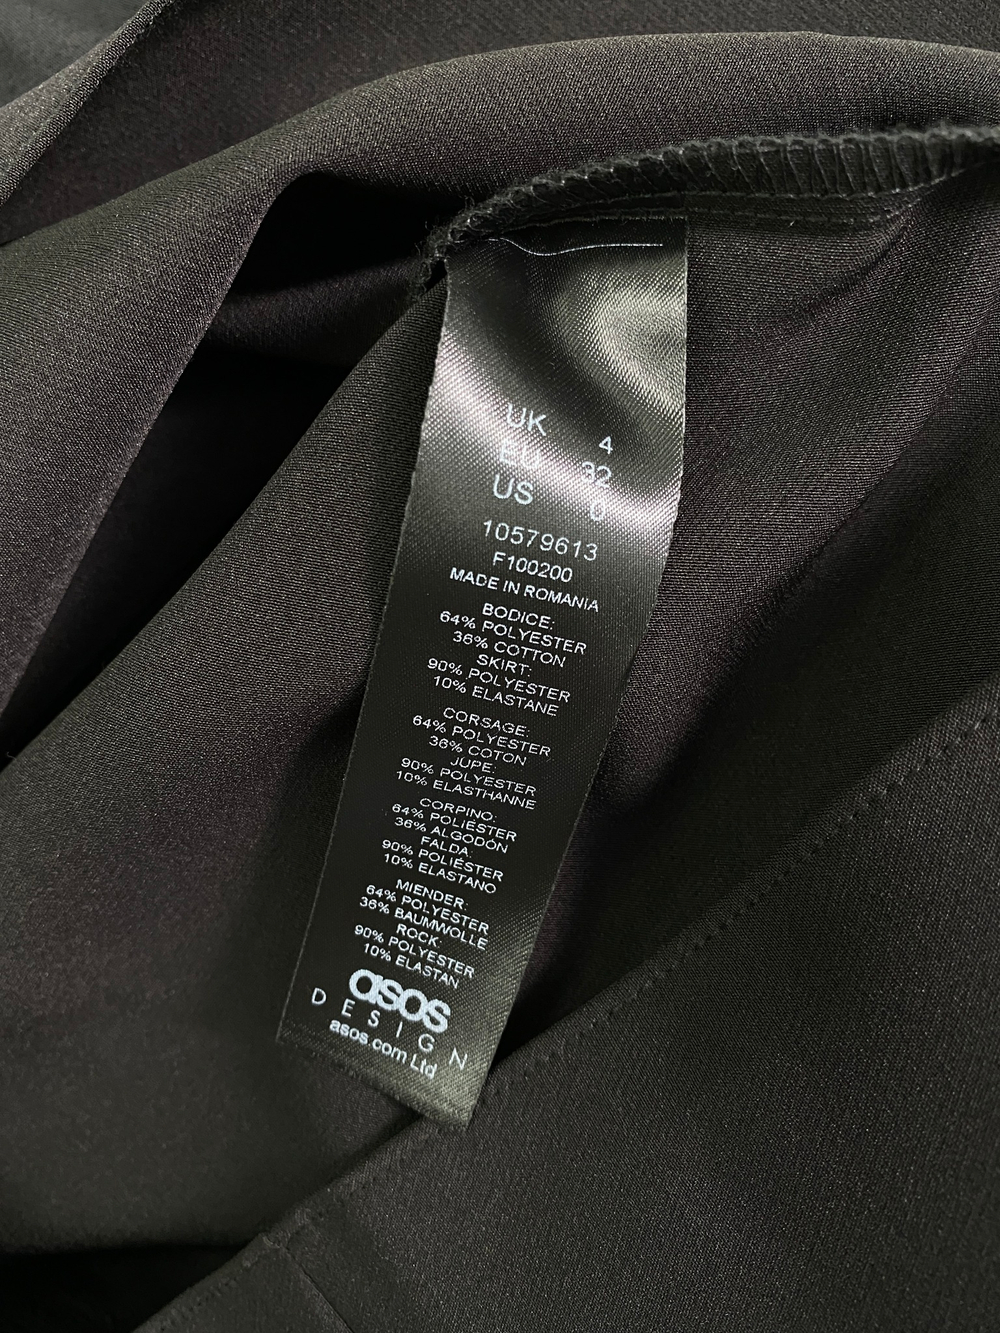 UK 4
EU 32
US 0
10579613
F100200
MADE IN ROMANIA
BODICE:
64% POLYESTER
36% COTTON
SKIRT:
90% POLYESTER
10% ELASTANE
CORSAGE:
64% POLYESTER
36% COTON
JUPE:
90% POLYESTER
10% ELASTHANNE
CORPINO:
64% POLIÉSTER
36% ALGODÓN
FALDA:
90% POLIÉSTER
10% ELASTANO
MIENDER:
64% POLYESTER
36% BAUMWOLLE
ROCK:
90% POLYESTER
10% ELASTAN
asos
DESIGN
asos.com Ltd